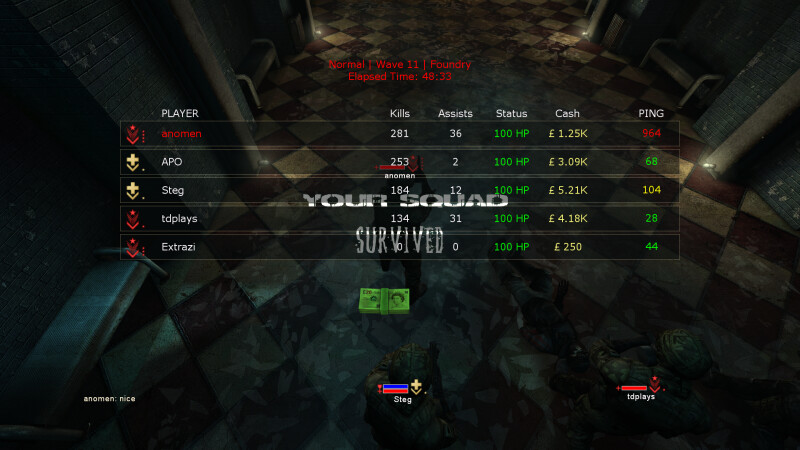 Normal | Wave 11 | Foundry
Elapsed Time: 48:33
PLAYER Kills Assists Status Cash PING
anomen 281 36 100 HP £ 1.25K 964
APO 253 2 100 HP £ 3.09K 68
anomen
Steg 184 12 100 HP £ 5.21K 104
YOUR SQUAD
tdplays 134 31 100 HP £ 4.18K 28
SURVIVED
Extrazi 0 0 100 HP £ 250 44
anomen: nice
Steg
tdplays